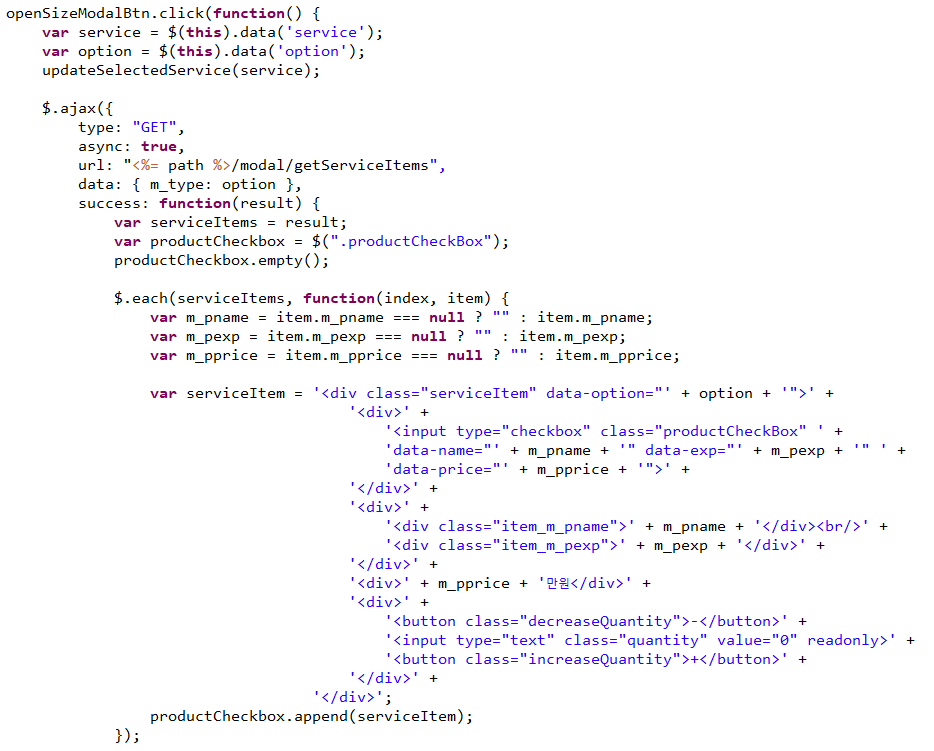 openSizeModalBtn.click(function() {
    var service = $(this).data('service');
    var option = $(this).data('option');
    updateSelectedService(service);

    $.ajax({
        type: "GET",
        async: true,
        url: "<%= path %>/modal/getServiceItems",
        data: { m_type: option },
        success: function(result) {
            var serviceItems = result;
            var productCheckbox = $(".productCheckBox");
            productCheckbox.empty();

            $.each(serviceItems, function(index, item) {
                var m_pname = item.m_pname === null ? "" : item.m_pname;
                var m_pexp = item.m_pexp === null ? "" : item.m_pexp;
                var m_pprice = item.m_pprice === null ? "" : item.m_pprice;

                var serviceItem = '<div class="serviceItem" data-option="' + option + '">' +
                                      '<div>' +
                                          '<input type="checkbox" class="productCheckBox" ' +
                                          'data-name="' + m_pname + '" data-exp="' + m_pexp + '" ' +
                                          'data-price="' + m_pprice + '">' +
                                      '</div>' +
                                      '<div>' +
                                          '<div class="item_m_pname">' + m_pname + '</div><br/>' +
                                          '<div class="item_m_pexp">' + m_pexp + '</div>' +
                                      '</div>' +
                                      '<div>' + m_pprice + '만원</div>' +
                                      '<div>' +
                                          '<button class="decreaseQuantity">-</button>' +
                                          '<input type="text" class="quantity" value="0" readonly>' +
                                          '<button class="increaseQuantity">+</button>' +
                                      '</div>' +
                                  '</div>';
                productCheckbox.append(serviceItem);
            });